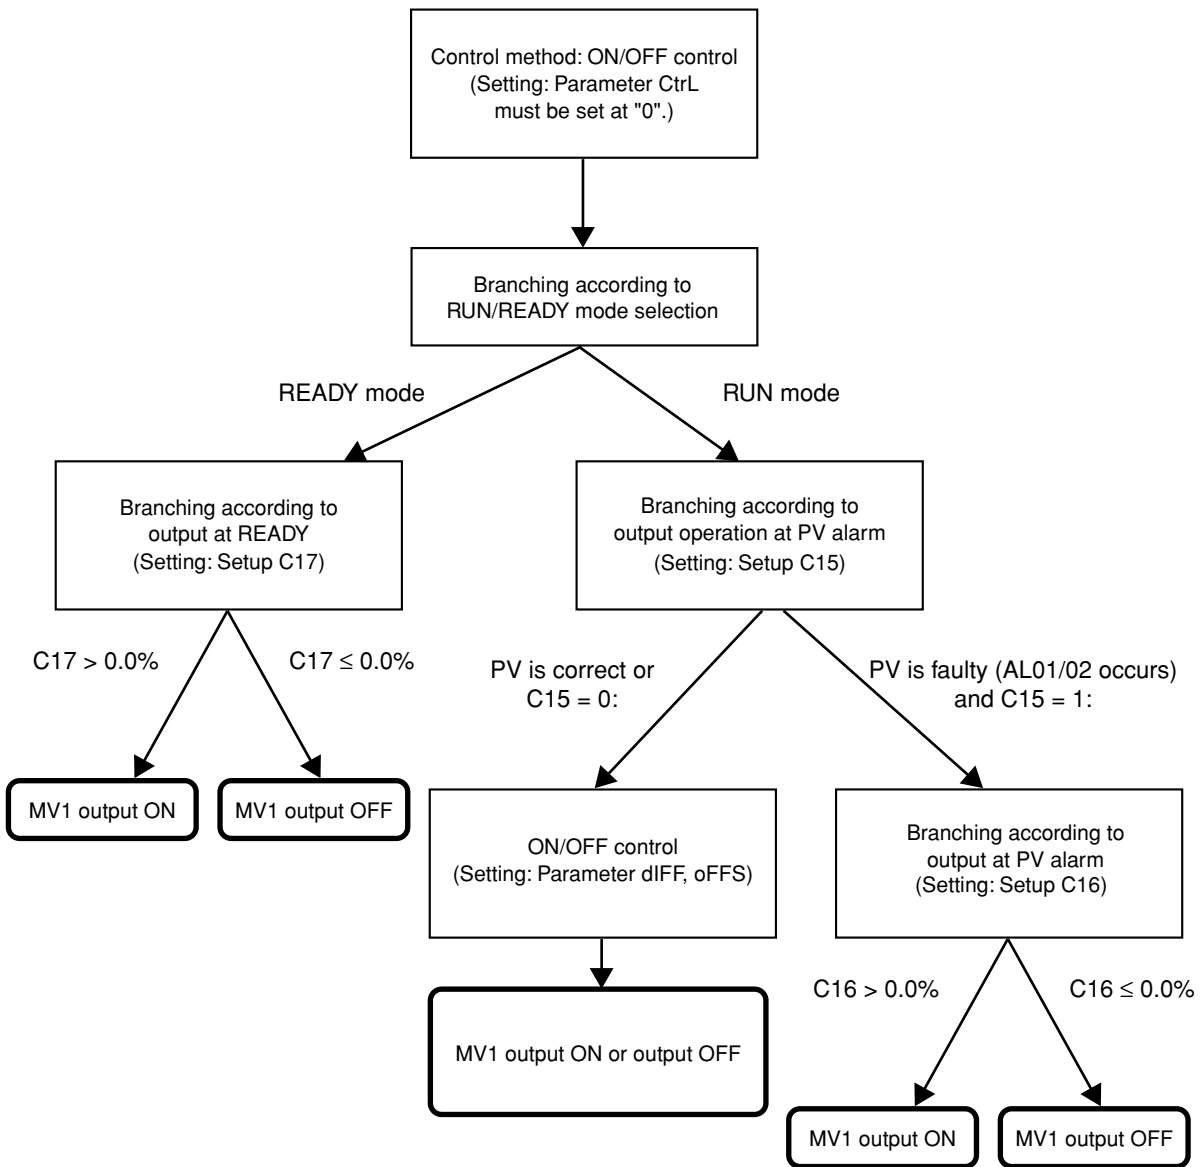 Control method: ON/OFF control
(Setting: Parameter CtrL
must be set at "0".)
Branching according to
RUN/READY mode selection
READY mode
RUN mode
Branching according to
output at READY
(Setting: Setup C17)
Branching according to
output operation at PV alarm
(Setting: Setup C15)
C17 > 0.0%
C17 ≤ 0.0%
PV is correct or
C15 = 0:
PV is faulty (AL01/02 occurs)
and C15 = 1:
MV1 output ON
MV1 output OFF
ON/OFF control
(Setting: Parameter dIFF, oFFS)
Branching according to
output at PV alarm
(Setting: Setup C16)
C16 > 0.0%
C16 ≤ 0.0%
MV1 output ON or output OFF
MV1 output ON
MV1 output OFF